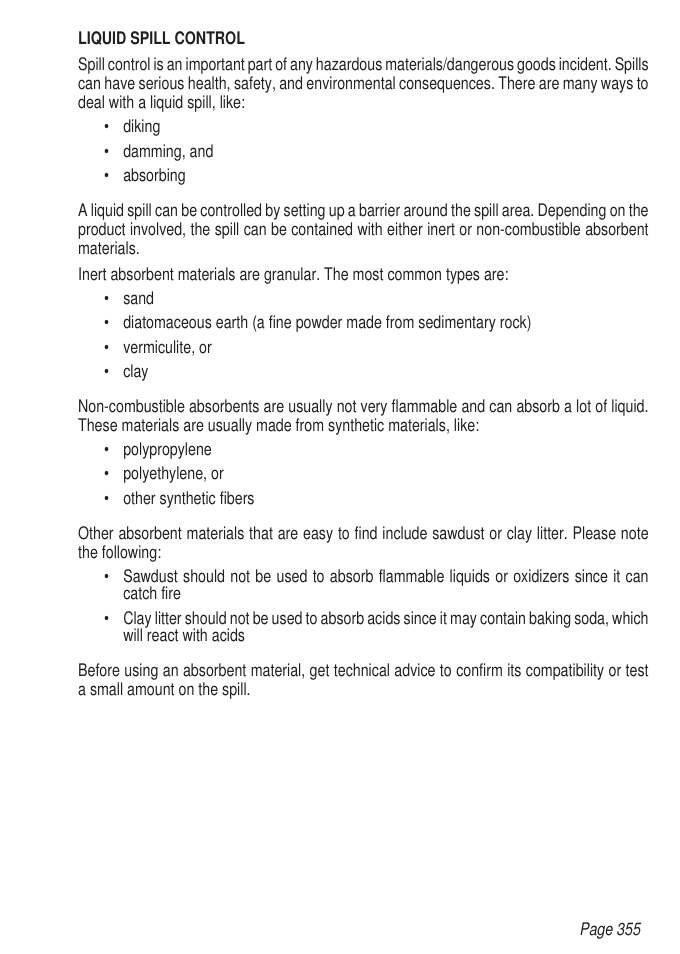 LIQUID SPILL CONTROL
Spill control is an important part of any hazardous materials/dangerous goods incident. Spills
can have serious health, safety, and environmental consequences. There are many ways to
deal with a liquid spill, like:
• diking
• damming, and
• absorbing
A liquid spill can be controlled by setting up a barrier around the spill area. Depending on the
product involved, the spill can be contained with either inert or non-combustible absorbent
materials.
Inert absorbent materials are granular. The most common types are:
• sand
• diatomaceous earth (a fine powder made from sedimentary rock)
• vermiculite, or
• clay
Non-combustible absorbents are usually not very flammable and can absorb a lot of liquid.
These materials are usually made from synthetic materials, like:
• polypropylene
• polyethylene, or
• other synthetic fibers
Other absorbent materials that are easy to find include sawdust or clay litter. Please note
the following:
• Sawdust should not be used to absorb flammable liquids or oxidizers since it can
catch fire
• Clay litter should not be used to absorb acids since it may contain baking soda, which
will react with acids
Before using an absorbent material, get technical advice to confirm its compatibility or test
a small amount on the spill.
Page 355